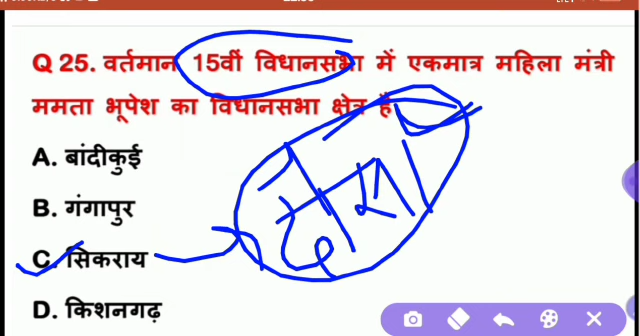 Q 25. वर्तमान 15वीं विधानसभा में एकमात्र महिला मंत्री
ममता भूपेश का विधानसभा क्षेत्र है
A. बांदीकुई
B. गंगापुर
C. सिकराय
D. किशनगढ़